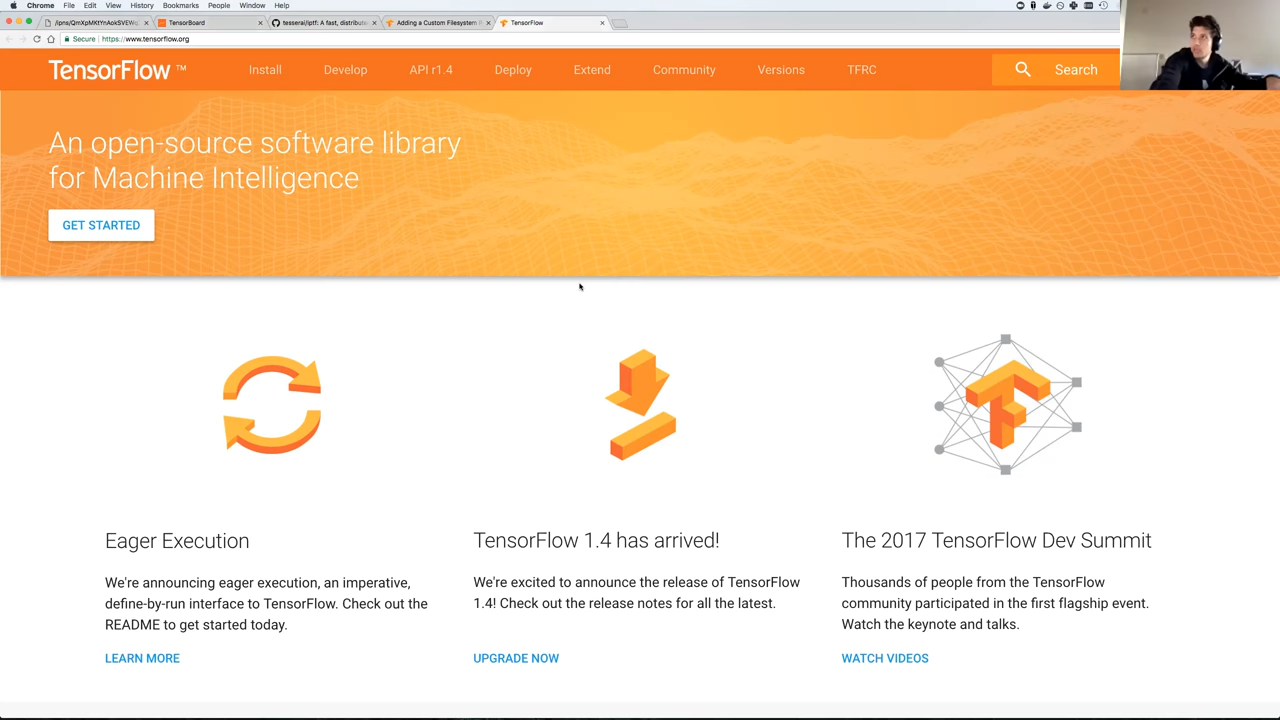 Chrome File Edit View History Bookmarks People Window Help
TensorBoard
Adding a Custom Filesystem P
TensorFlow
Secure https://www.tensorflow.org
TensorFlow ™ Install Develop API r1.4 Deploy Extend Community Versions TFRC Search
An open-source software library
for Machine Intelligence
GET STARTED
Eager Execution
We're announcing eager execution, an imperative,
define-by-run interface to TensorFlow. Check out the
README to get started today.
LEARN MORE
TensorFlow 1.4 has arrived!
We're excited to announce the release of TensorFlow
1.4! Check out the release notes for all the latest.
UPGRADE NOW
The 2017 TensorFlow Dev Summit
Thousands of people from the TensorFlow
community participated in the first flagship event.
Watch the keynote and talks.
WATCH VIDEOS